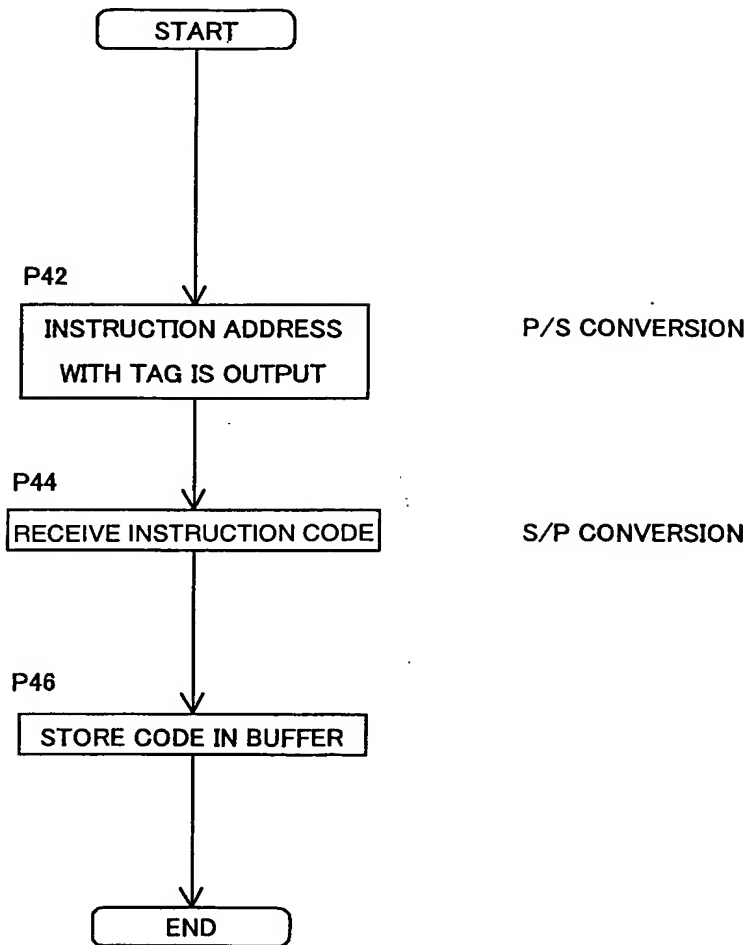 START
P42
INSTRUCTION ADDRESS
WITH TAG IS OUTPUT
P/S CONVERSION
P44
RECEIVE INSTRUCTION CODE
S/P CONVERSION
P46
STORE CODE IN BUFFER
END